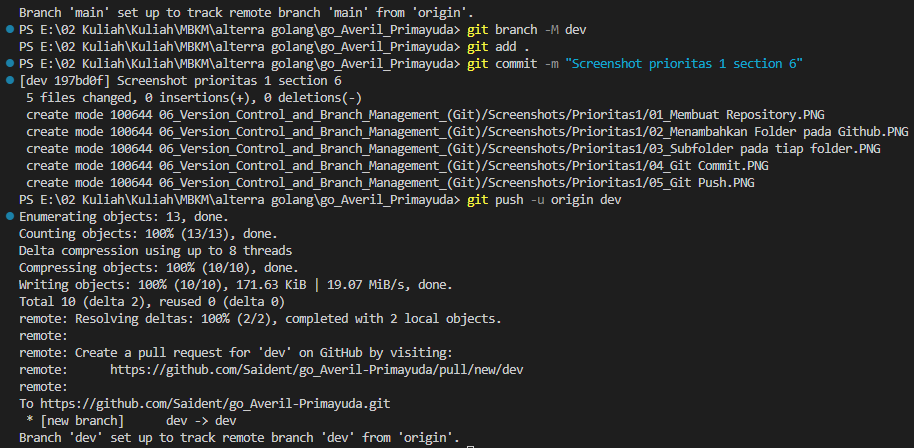 Branch 'main' set up to track remote branch 'main' from 'origin'.
PS E:\02 Kuliah\Kuliah\MBKM\alterra golang\go_Averil_Primayuda> git branch -M dev
PS E:\02 Kuliah\Kuliah\MBKM\alterra golang\go_Averil_Primayuda> git add .
PS E:\02 Kuliah\Kuliah\MBKM\alterra golang\go_Averil_Primayuda> git commit -m "Screenshot prioritas 1 section 6"
[dev 197bd0f] Screenshot prioritas 1 section 6
5 files changed, 0 insertions(+), 0 deletions(-)
create mode 100644 06_Version_Control_and_Branch_Management_(Git)/Screenshots/Prioritas1/01_Membuat Repository.PNG
create mode 100644 06_Version_Control_and_Branch_Management_(Git)/Screenshots/Prioritas1/02_Menambahkan Folder pada Github.PNG
create mode 100644 06_Version_Control_and_Branch_Management_(Git)/Screenshots/Prioritas1/03_Subfolder pada tiap folder.PNG
create mode 100644 06_Version_Control_and_Branch_Management_(Git)/Screenshots/Prioritas1/04_Git Commit.PNG
create mode 100644 06_Version_Control_and_Branch_Management_(Git)/Screenshots/Prioritas1/05_Git Push.PNG
PS E:\02 Kuliah\Kuliah\MBKM\alterra golang\go_Averil_Primayuda> git push -u origin dev
Enumerating objects: 13, done.
Counting objects: 100% (13/13), done.
Delta compression using up to 8 threads
Compressing objects: 100% (10/10), done.
Writing objects: 100% (10/10), 171.63 KiB | 19.07 MiB/s, done.
Total 10 (delta 2), reused 0 (delta 0)
remote: Resolving deltas: 100% (2/2), completed with 2 local objects.
remote:
remote: Create a pull request for 'dev' on GitHub by visiting:
remote:      https://github.com/Saident/go_Averil-Primayuda/pull/new/dev
remote:
To https://github.com/Saident/go_Averil-Primayuda.git
* [new branch]      dev -> dev
Branch 'dev' set up to track remote branch 'dev' from 'origin'.